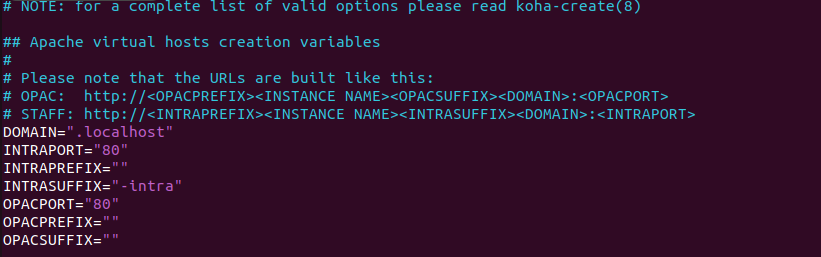 # NOTE: for a complete list of valid options please read koha-create(8)
## Apache virtual hosts creation variables
#
# Please note that the URLs are built like this:
# OPAC:  http://<OPACPREFIX><INSTANCE NAME><OPACSUFFIX><DOMAIN>:<OPACPORT>
# STAFF: http://<INTRAPREFIX><INSTANCE NAME><INTRASUFFIX><DOMAIN>:<INTRAPORT>
DOMAIN=".localhost"
INTRAPORT="80"
INTRAPREFIX=""
INTRASUFFIX="-intra"
OPACPORT="80"
OPACPREFIX=""
OPACSUFFIX=""